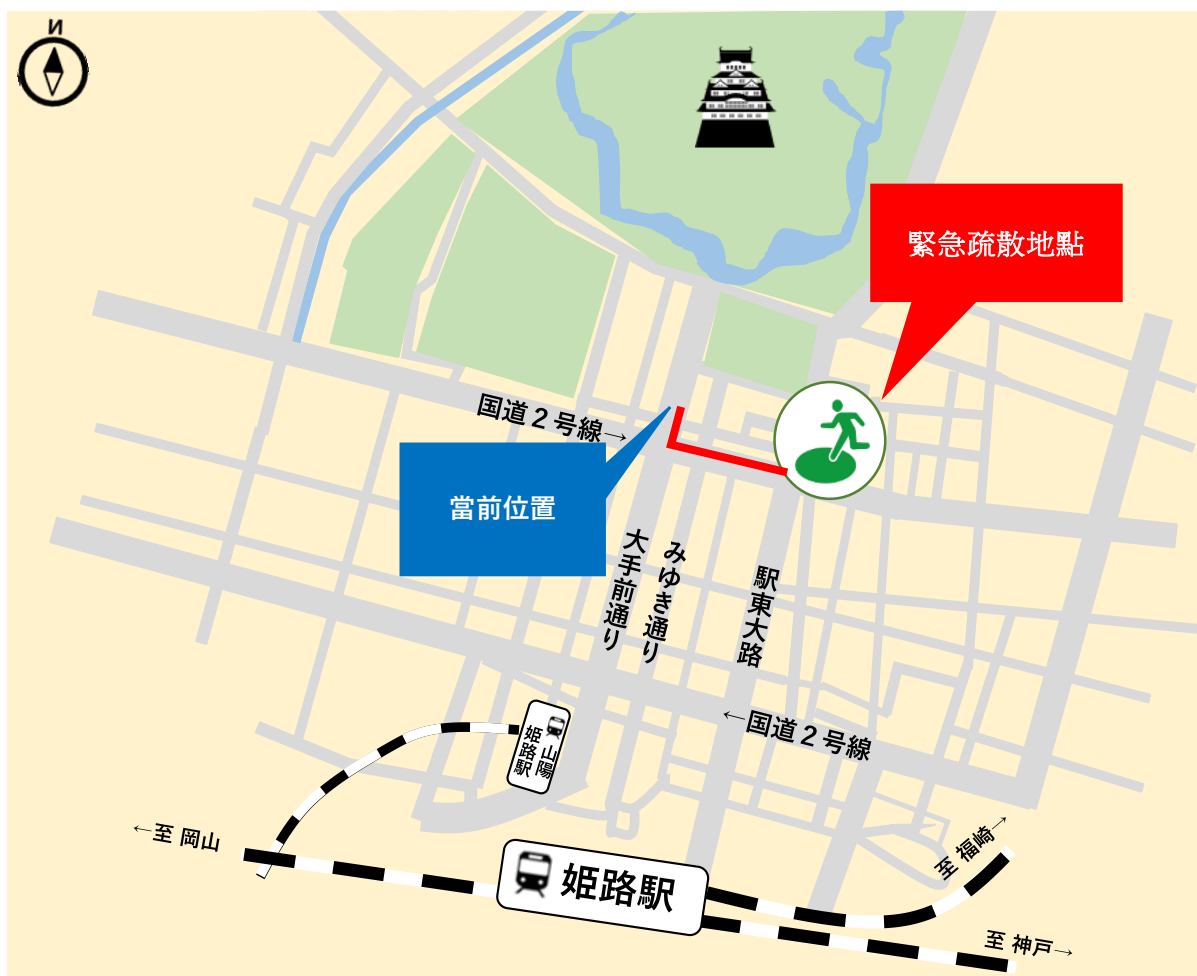 N
緊急疏散地點
国道２号線→
當前位置
大手前通り
みゆき通り
駅東大路
←国道２号線
山陽
姫路駅
←至 岡山
姫路駅
至 福崎→
至 神戸→